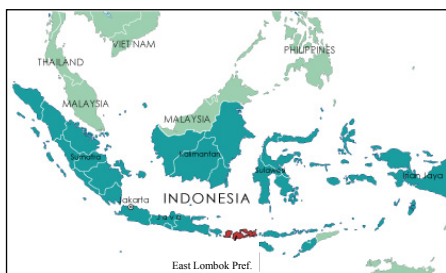 VIET NAM
PHILIPPINES
THAILAND
MALAYSIA
MALAYSIA
Kalimantan
Sumatra
Sulawesi
Irian Jaya
INDONESIA
Jakarta
Java
East Lombok Pref.